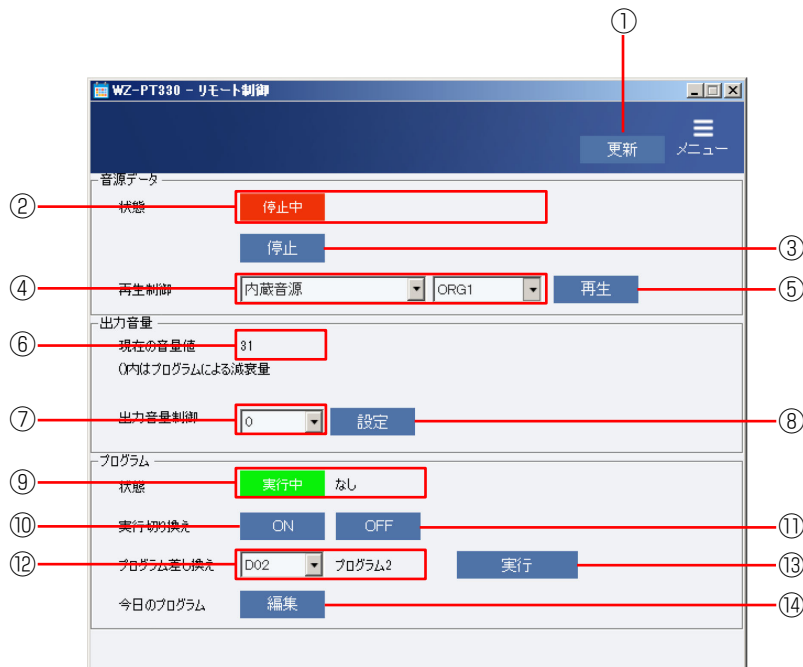 ①
WZ-PT330 - リモート制御
更新
メニュー
音源データ
② 状態 停止中
停止 ③
④ 再生制御 内蔵音源 ORG1 再生 ⑤
出力音量
⑥ 現在の音量値 31
()内はプログラムによる減衰量
⑦ 出力音量制御 0 設定 ⑧
プログラム
⑨ 状態 実行中 なし
⑩ 実行切り換え ON OFF ⑪
⑫ プログラム差し換え D02 プログラム2 実行 ⑬
今日のプログラム 編集 ⑭